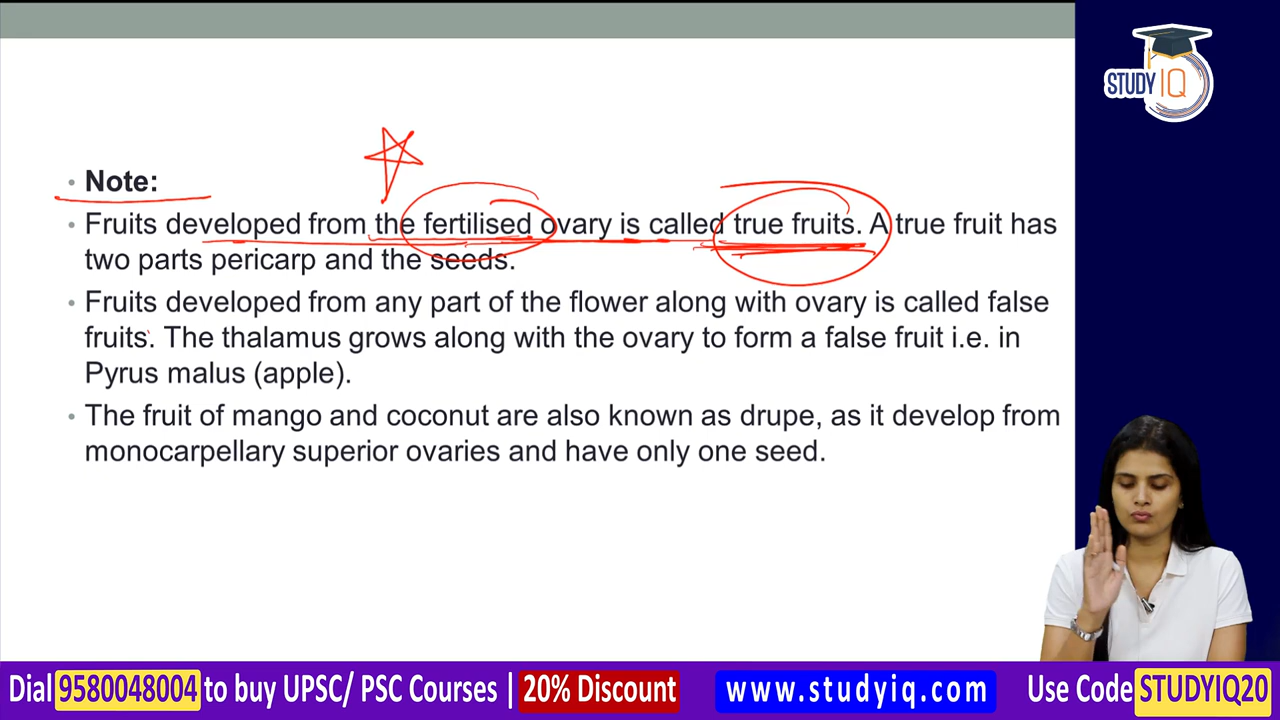 STUDY IQ
Note:
Fruits developed from the fertilised ovary is called true fruits. A true fruit has
two parts pericarp and the seeds.
Fruits developed from any part of the flower along with ovary is called false
fruits. The thalamus grows along with the ovary to form a false fruit i.e. in
Pyrus malus (apple).
The fruit of mango and coconut are also known as drupe, as it develop from
monocarpellary superior ovaries and have only one seed.
Dial 9580048004 to buy UPSC/ PSC Courses | 20% Discount www.studyiq.com Use Code STUDYIQ20